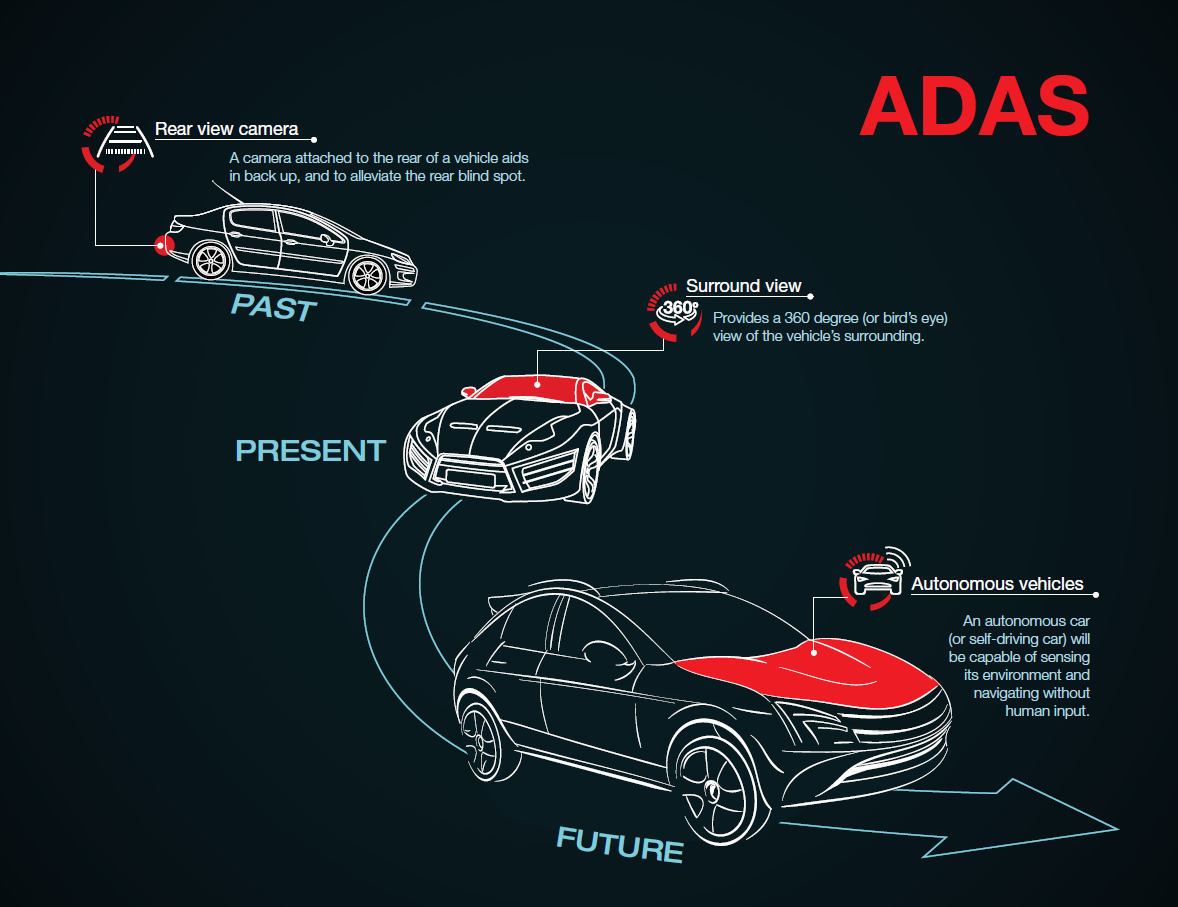 ADAS
Rear view camera
A camera attached to the rear of a vehicle aids
in back up, and to alleviate the rear blind spot.
PAST
Surround view
360°
Provides a 360 degree (or bird's eye)
view of the vehicle's surrounding.
PRESENT
Autonomous vehicles
An autonomous car
(or self-driving car) will
be capable of sensing
its environment and
navigating without
human input.
FUTURE